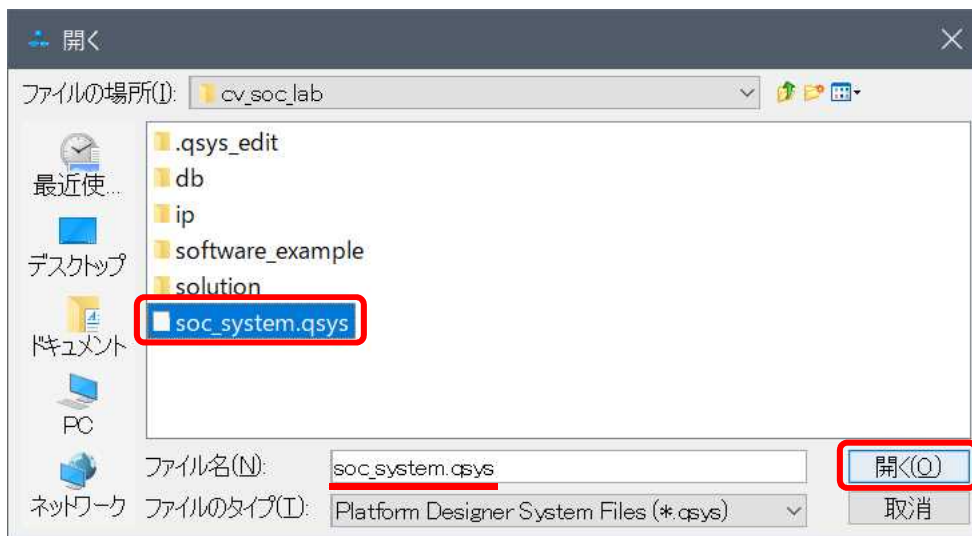 開く
ファイルの場所(I): cv_soc_lab
最近使...
デスクトップ
ドキュメント
PC
ネットワーク
.qsys_edit
db
ip
software_example
solution
soc_system.qsys
ファイル名(N): soc_system.qsys 開く(O)
ファイルのタイプ(T): Platform Designer System Files (*.qsys) 取消